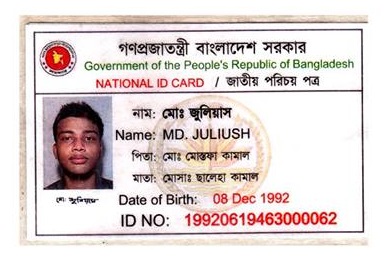 গণপ্রজাতন্ত্রী বাংলাদেশ সরকার
Government of the People's Republic of Bangladesh
NATIONAL ID CARD / জাতীয় পরিচয় পত্র
নাম: মোঃ জুলিয়াস
Name: MD. JULIUSH
পিতা: মোঃ মোস্তফা কামাল
মাতা: মোসাঃ ছালেহা কামাল
Date of Birth: 08 Dec 1992
মো: জুলিয়াস
ID NO: 19920619463000062